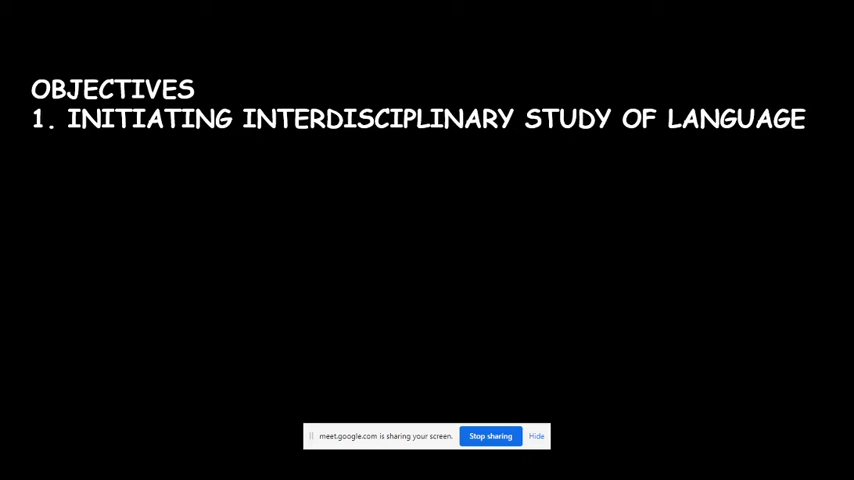 OBJECTIVES
1. INITIATING INTERDISCIPLINARY STUDY OF LANGUAGE
meet.google.com is sharing your screen. Stop sharing Hide